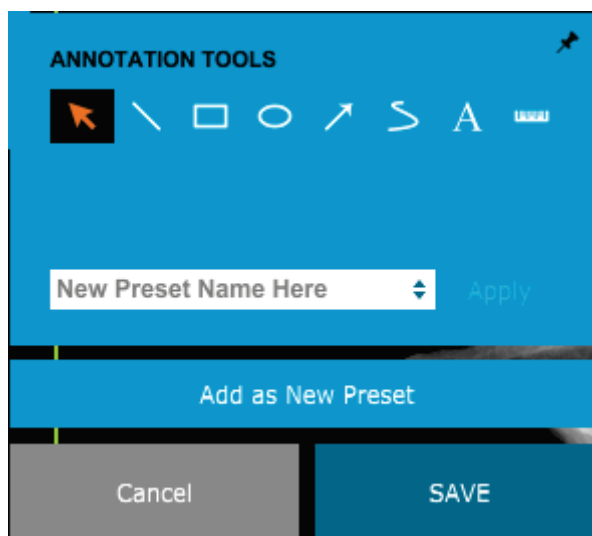 ANNOTATION TOOLS
A
New Preset Name Here
Apply
Add as New Preset
Cancel
SAVE